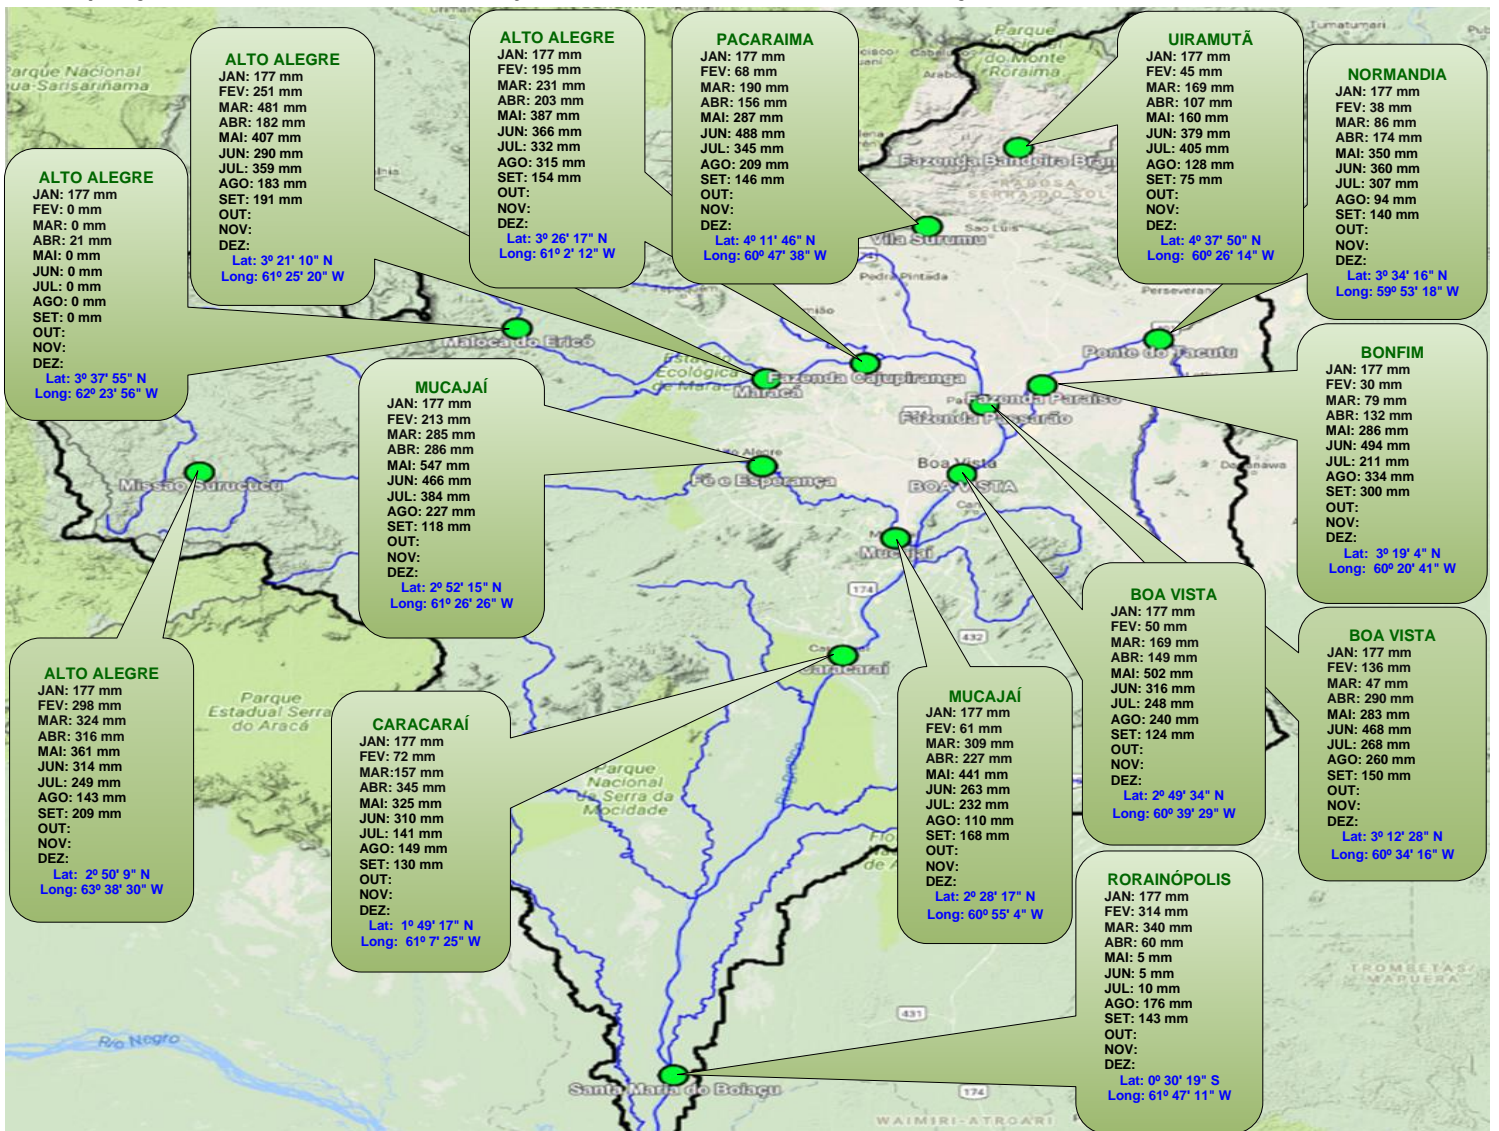 ALTO ALEGRE
JAN: 177 mm
FEV: 251 mm
MAR: 481 mm
ABR: 182 mm
MAI: 407 mm
JUN: 290 mm
JUL: 359 mm
AGO: 183 mm
SET: 191 mm
OUT:
NOV:
DEZ:
Lat: 3º 21' 10" N
Long: 61º 25' 20" W
ALTO ALEGRE
JAN: 177 mm
FEV: 195 mm
MAR: 231 mm
ABR: 203 mm
MAI: 387 mm
JUN: 366 mm
JUL: 332 mm
AGO: 315 mm
SET: 154 mm
OUT:
NOV:
DEZ:
Lat: 3º 26' 17" N
Long: 61º 2' 12" W
PACARAIMA
JAN: 177 mm
FEV: 68 mm
MAR: 190 mm
ABR: 156 mm
MAI: 287 mm
JUN: 488 mm
JUL: 345 mm
AGO: 209 mm
SET: 146 mm
OUT:
NOV:
DEZ:
Lat: 4º 11' 46" N
Long: 60º 47' 38" W
UIRAMUTÃ
JAN: 177 mm
FEV: 45 mm
MAR: 169 mm
ABR: 107 mm
MAI: 160 mm
JUN: 379 mm
JUL: 405 mm
AGO: 128 mm
SET: 75 mm
OUT:
NOV:
DEZ:
Lat: 4º 37' 50" N
Long: 60º 26' 14" W
NORMANDIA
JAN: 177 mm
FEV: 38 mm
MAR: 86 mm
ABR: 174 mm
MAI: 350 mm
JUN: 360 mm
JUL: 307 mm
AGO: 94 mm
SET: 140 mm
OUT:
NOV:
DEZ:
Lat: 3º 34' 16" N
Long: 59º 53' 18" W
ALTO ALEGRE
JAN: 177 mm
FEV: 0 mm
MAR: 0 mm
ABR: 21 mm
MAI: 0 mm
JUN: 0 mm
JUL: 0 mm
AGO: 0 mm
SET: 0 mm
OUT:
NOV:
DEZ:
Lat: 3º 37' 55" N
Long: 62º 23' 56" W
MUCAJAÍ
JAN: 177 mm
FEV: 213 mm
MAR: 285 mm
ABR: 286 mm
MAI: 547 mm
JUN: 466 mm
JUL: 384 mm
AGO: 227 mm
SET: 118 mm
OUT:
NOV:
DEZ:
Lat: 2º 52' 15" N
Long: 61º 26' 26" W
BONFIM
JAN: 177 mm
FEV: 30 mm
MAR: 79 mm
ABR: 132 mm
MAI: 286 mm
JUN: 494 mm
JUL: 211 mm
AGO: 334 mm
SET: 300 mm
OUT:
NOV:
DEZ:
Lat: 3º 19' 4" N
Long: 60º 20' 41" W
BOA VISTA
JAN: 177 mm
FEV: 50 mm
MAR: 169 mm
ABR: 149 mm
MAI: 502 mm
JUN: 316 mm
JUL: 248 mm
AGO: 240 mm
SET: 124 mm
OUT:
NOV:
DEZ:
Lat: 2º 49' 34" N
Long: 60º 39' 29" W
BOA VISTA
JAN: 177 mm
FEV: 136 mm
MAR: 47 mm
ABR: 290 mm
MAI: 283 mm
JUN: 468 mm
JUL: 268 mm
AGO: 260 mm
SET: 150 mm
OUT:
NOV:
DEZ:
Lat: 3º 12' 28" N
Long: 60º 34' 16" W
ALTO ALEGRE
JAN: 177 mm
FEV: 298 mm
MAR: 324 mm
ABR: 316 mm
MAI: 361 mm
JUN: 314 mm
JUL: 249 mm
AGO: 143 mm
SET: 209 mm
OUT:
NOV:
DEZ:
Lat: 2º 50' 9" N
Long: 63º 38' 30" W
CARACARAÍ
JAN: 177 mm
FEV: 72 mm
MAR:157 mm
ABR: 345 mm
MAI: 325 mm
JUN: 310 mm
JUL: 141 mm
AGO: 149 mm
SET: 130 mm
OUT:
NOV:
DEZ:
Lat: 1º 49' 17" N
Long: 61º 7' 25" W
MUCAJAÍ
JAN: 177 mm
FEV: 61 mm
MAR: 309 mm
ABR: 227 mm
MAI: 441 mm
JUN: 263 mm
JUL: 232 mm
AGO: 110 mm
SET: 168 mm
OUT:
NOV:
DEZ:
Lat: 2º 28' 17" N
Long: 60º 55' 4" W
RORAINÓPOLIS
JAN: 177 mm
FEV: 314 mm
MAR: 340 mm
ABR: 60 mm
MAI: 5 mm
JUN: 5 mm
JUL: 10 mm
AGO: 176 mm
SET: 143 mm
OUT:
NOV:
DEZ:
Lat: 0º 30' 19" S
Long: 61º 47' 11" W
Tumatumari
Parque
do Monte
Roraima
Parque Nacional
Fazenda Bandeira Bran
RAPOSA
SERRA DO SOL
Vila Surumu
Sao Luis
Pedra Pintada
Maloca do Ericó
Ponte do Tacutu
Estação
Ecológica
de Marac
Fazenda Cajupiranga
Maracá
Fazenda Paraíso
Fazenda Passarão
Alegre
Fé e Esperança
Boa Vista
BOA VISTA
Missão Surucucu
Mucajaí
174
432
Caracaraí
Parque
Estadual Serra
do Aracá
Parque
Nacional
da Serra da
Mocidade
Rio Branco
431
Rio Negro
TROMBETAS/
MAPUERA
Santa Maria do Boiaçu
174
WAIMIRI-ATROARI